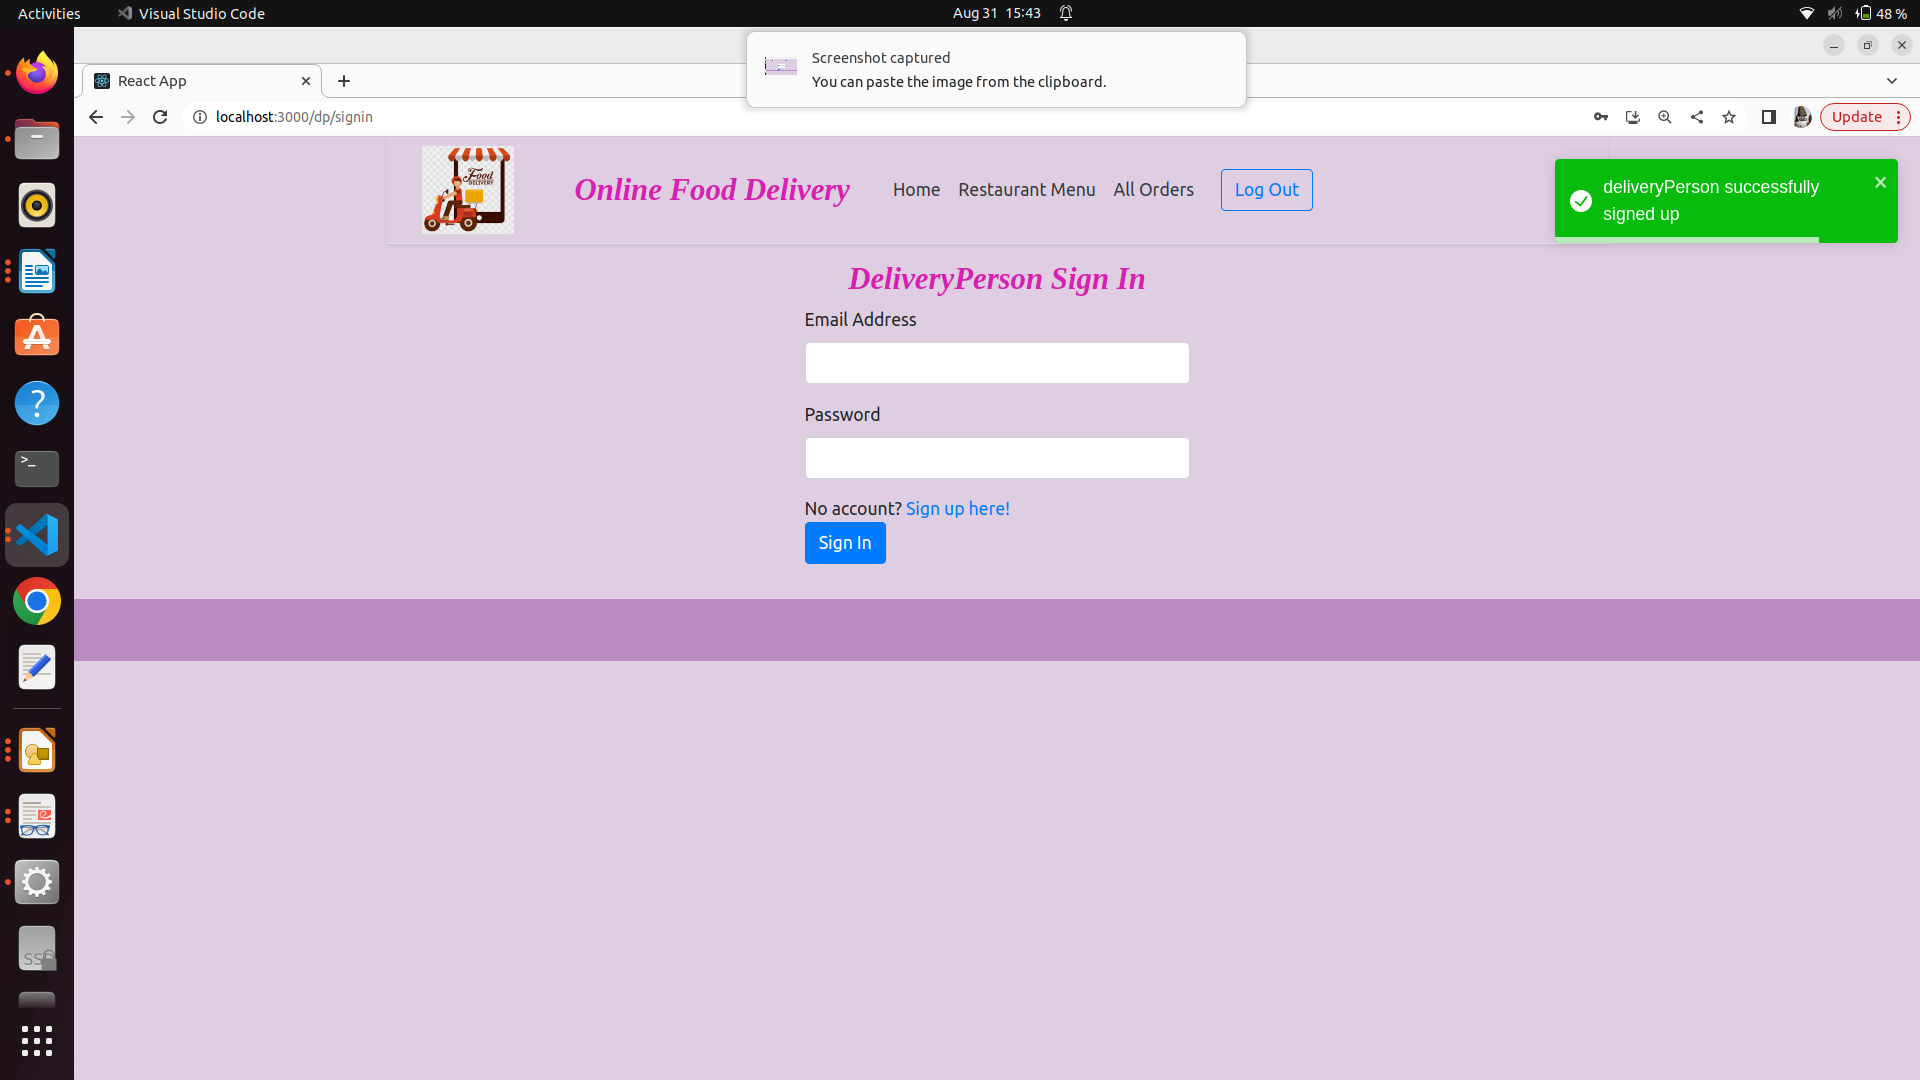 Activities
Visual Studio Code
Aug 31 15:43
48 %
Screenshot captured
You can paste the image from the clipboard.
React App
localhost:3000/dp/signin
Update
Food
DELIVERY
Online Food Delivery
Home
Restaurant Menu
All Orders
Log Out
deliveryPerson successfully
signed up
DeliveryPerson Sign In
Email Address
Password
No account? Sign up here!
Sign In
>_
?